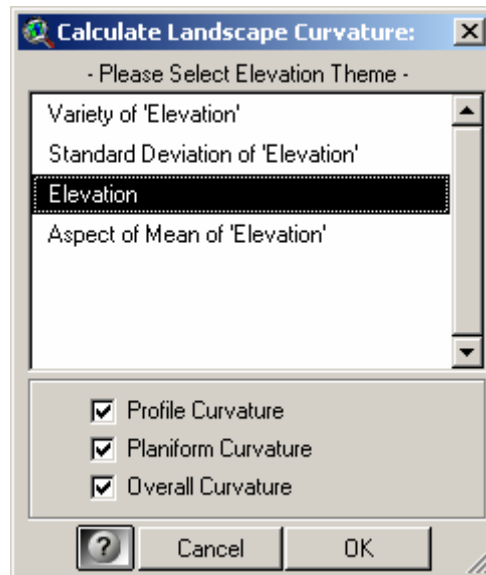 Calculate Landscape Curvature:
- Please Select Elevation Theme -
Variety of 'Elevation'
Standard Deviation of 'Elevation'
Elevation
Aspect of Mean of 'Elevation'
Profile Curvature
Planiform Curvature
Overall Curvature
? Cancel OK